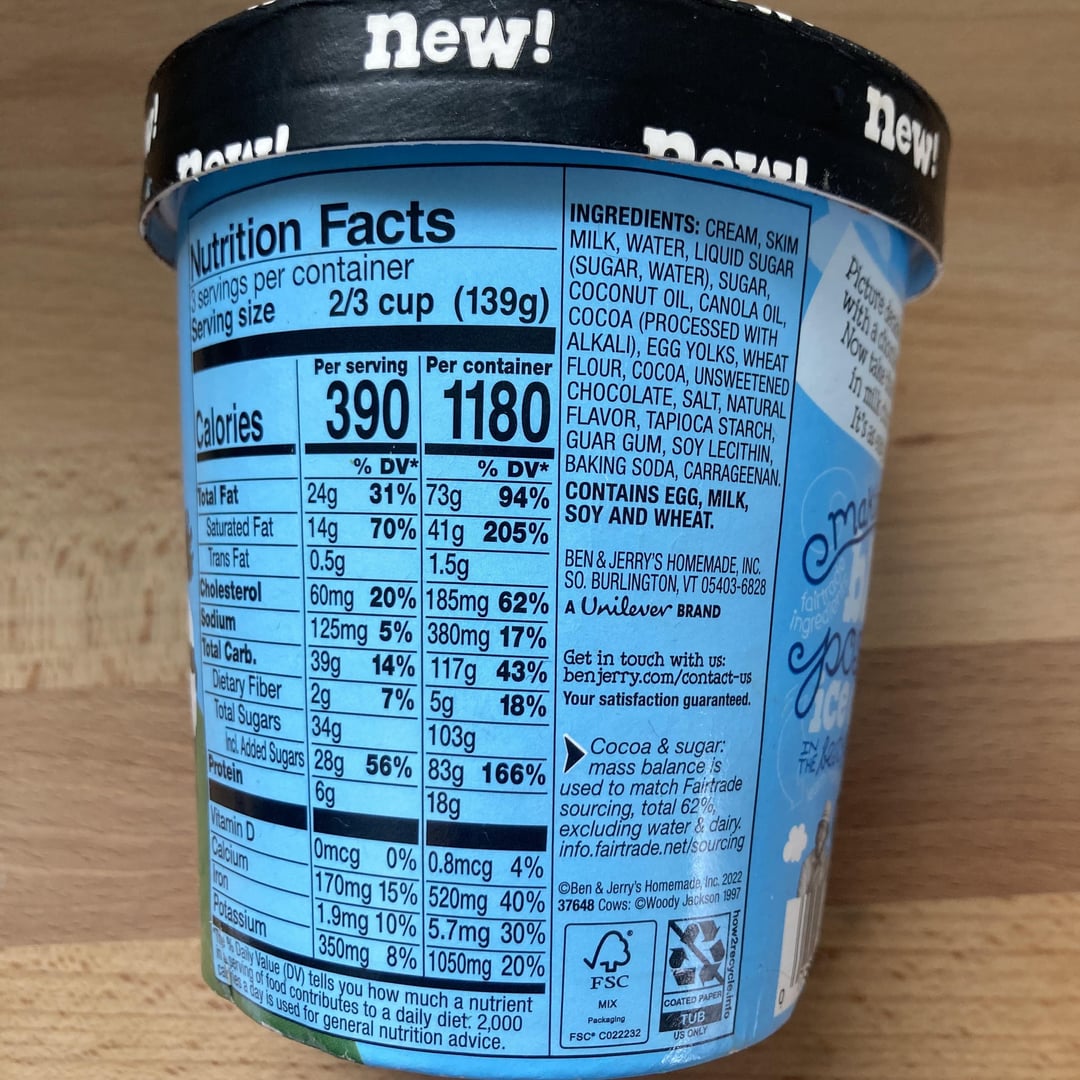 new!
new!
new!
new!
Nutrition Facts
3 servings per container
Serving size 2/3 cup (139g)
Per serving Per container
Calories 390 1180
% DV* % DV*
Total Fat 24g 31% 73g 94%
Saturated Fat 14g 70% 41g 205%
Trans Fat 0.5g 1.5g
Cholesterol 60mg 20% 185mg 62%
Sodium 125mg 5% 380mg 17%
Total Carb. 39g 14% 117g 43%
Dietary Fiber 2g 7% 5g 18%
Total Sugars 34g 103g
Incl. Added Sugars 28g 56% 83g 166%
Protein 6g 18g
Vitamin D 0mcg 0% 0.8mcg 4%
Calcium 170mg 15% 520mg 40%
Iron 1.9mg 10% 5.7mg 30%
Potassium 350mg 8% 1050mg 20%
*The % Daily Value (DV) tells you how much a nutrient
in a serving of food contributes to a daily diet. 2,000
calories a day is used for general nutrition advice.
INGREDIENTS: CREAM, SKIM
MILK, WATER, LIQUID SUGAR
(SUGAR, WATER), SUGAR,
COCONUT OIL, CANOLA OIL,
COCOA (PROCESSED WITH
ALKALI), EGG YOLKS, WHEAT
FLOUR, COCOA, UNSWEETENED
CHOCOLATE, SALT, NATURAL
FLAVOR, TAPIOCA STARCH,
GUAR GUM, SOY LECITHIN,
BAKING SODA, CARRAGEENAN.
CONTAINS EGG, MILK,
SOY AND WHEAT.
BEN & JERRY'S HOMEMADE, INC.
SO. BURLINGTON, VT 05403-6828
A Unilever BRAND
Get in touch with us:
benjerry.com/contact-us
Your satisfaction guaranteed.
Cocoa & sugar:
mass balance is
used to match Fairtrade
sourcing, total 62%,
excluding water & dairy.
info.fairtrade.net/sourcing
©Ben & Jerry's Homemade, Inc. 2022
37648 Cows: ©Woody Jackson 1997
FSC
MIX
Packaging
FSC® C022232
COATED PAPER
TUB
US ONLY
how2recycle.info
Picture
with a
Now take
in milk
It's
fairtrade
ice
IN
THE
0